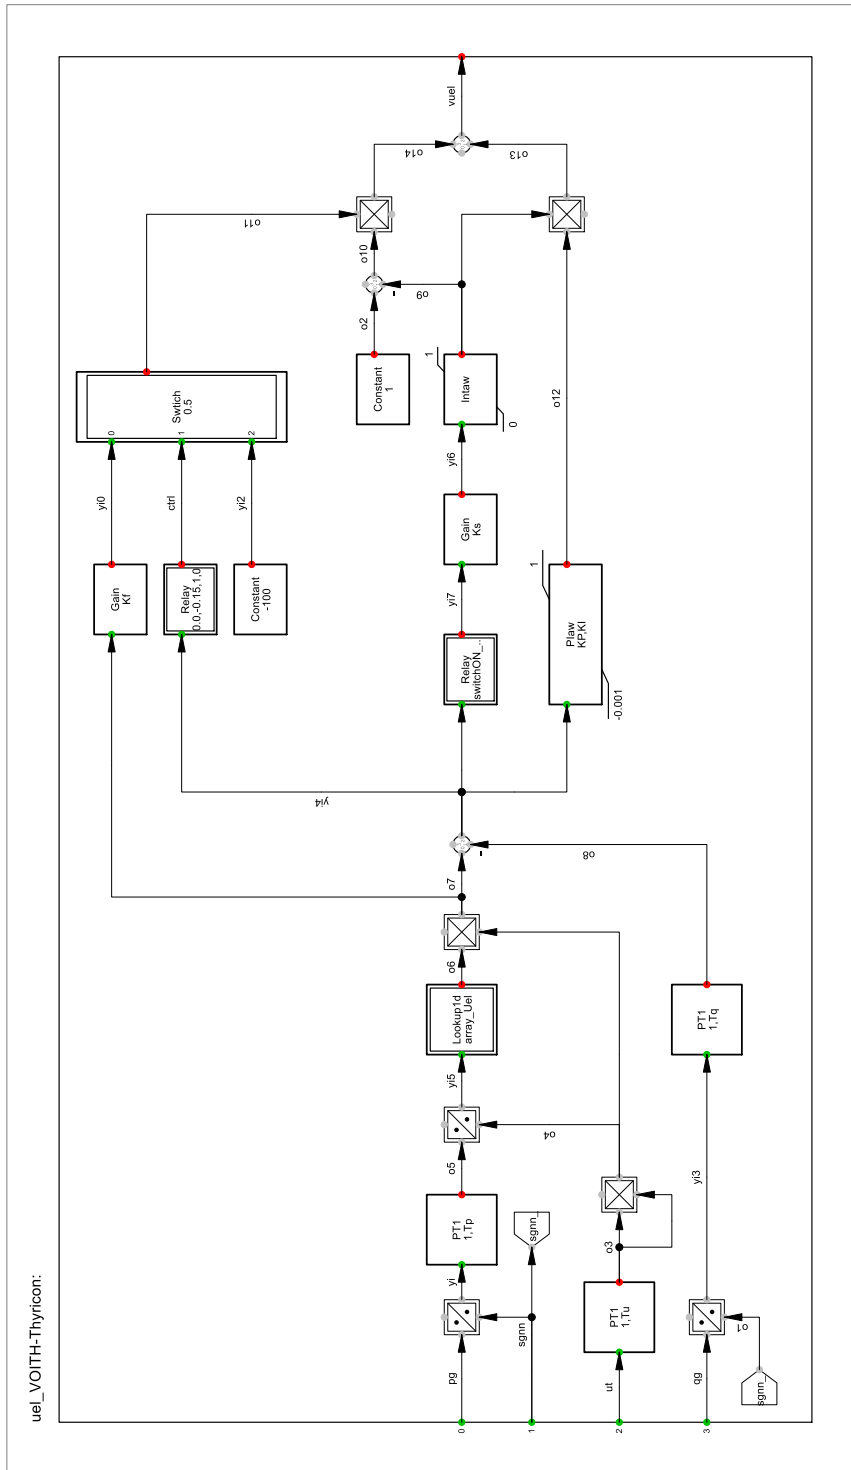 uel_VOITH-Thyricon:
vuel
o14
o13
o11
o10
o9
-
o2
o12
Swtich
0.5
0
1
2
Constant
1
Intaw
1
0
yi0
ctrl
yi2
yi6
Gain
Kf
Relay
0.0,-0.15,1,0
Constant
-100
Gain
Ks
yi7
Relay
switchON_..
PIaw
KP,KI
1
-0.001
yi4
-
o8
o7
o6
Lookup1d
array_Uel
yi5
o4
o5
PT1
1,Tq
PT1
1,Tp
sgnn_
yi3
o3
yi
sgnn
PT1
1,Tu
o1
sgnn_
pg
ut
qg
0
1
2
3